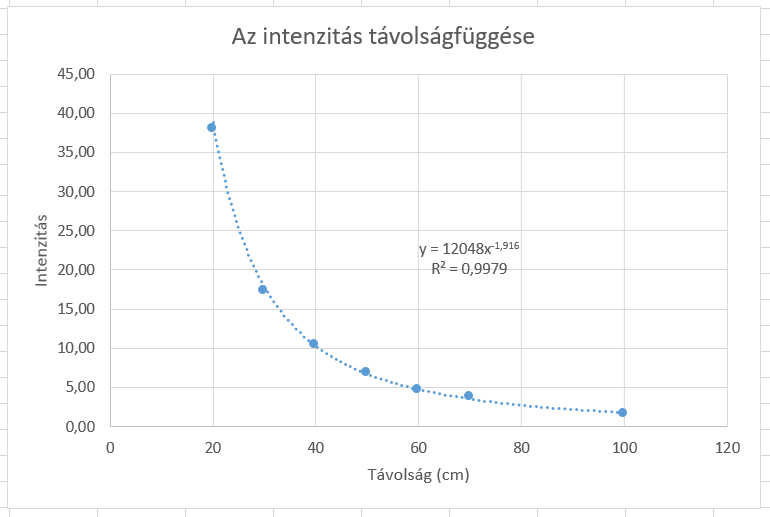 Az intenzitás távolságfüggése
45,00
40,00
35,00
30,00
25,00
20,00
15,00
10,00
5,00
0,00
Intenzitás
y = 12048x^-1,916
R² = 0,9979
0 20 40 60 80 100 120
Távolság (cm)